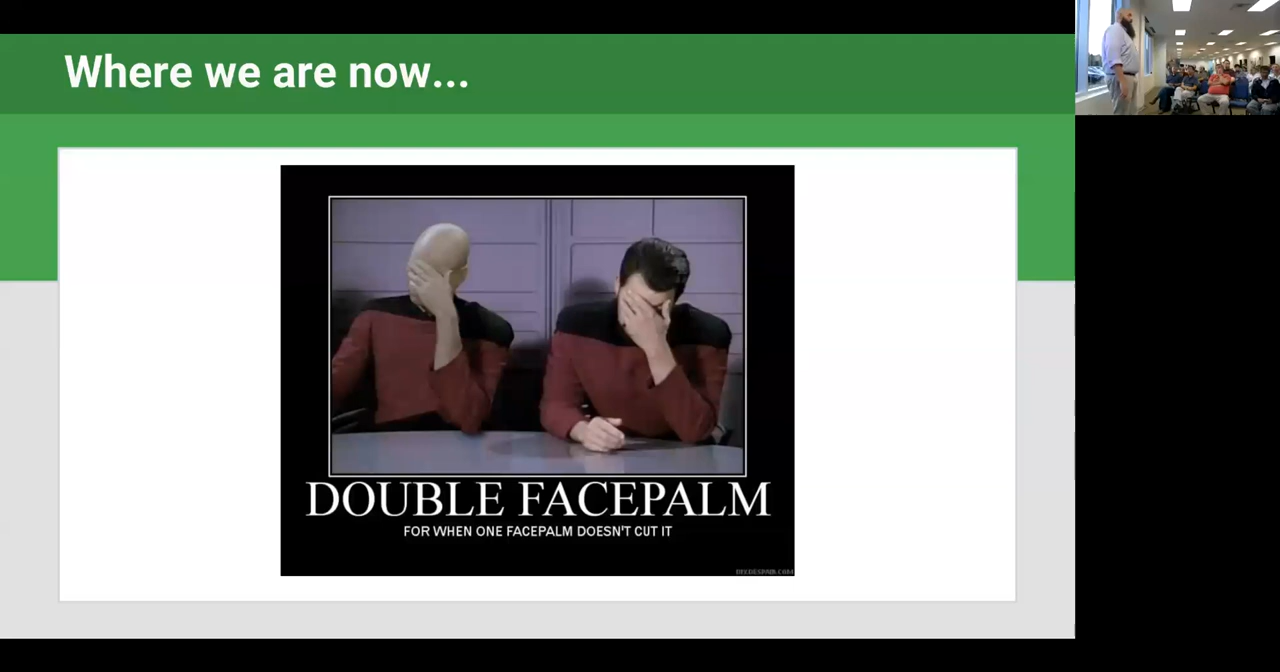 Where we are now...
DOUBLE FACEPALM
FOR WHEN ONE FACEPALM DOESN'T CUT IT